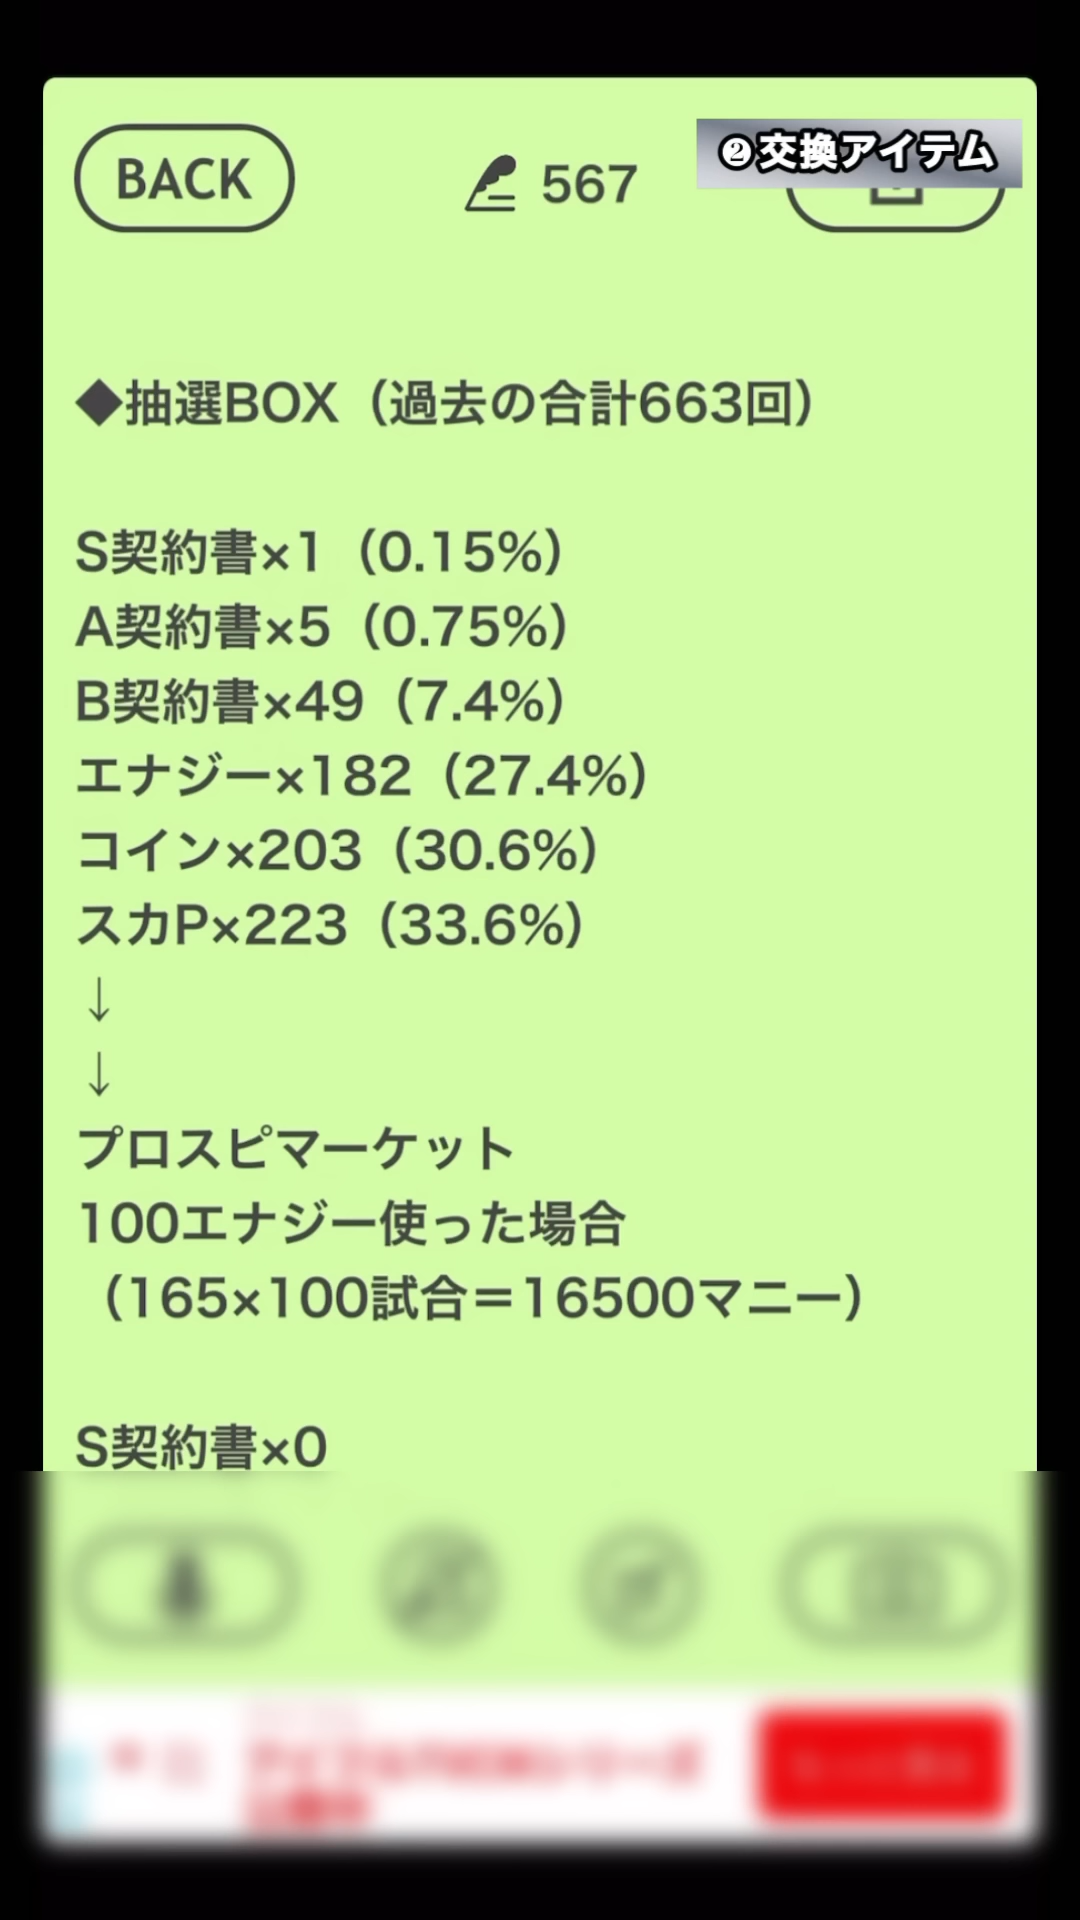 BACK
567
❷交換アイテム
◆抽選BOX（過去の合計663回）
S契約書×1（0.15%）
A契約書×5（0.75%）
B契約書×49（7.4%）
エナジー×182（27.4%）
コイン×203（30.6%）
スカP×223（33.6%）
↓
↓
プロスピマーケット
100エナジー使った場合
（165×100試合＝16500マニー）
S契約書×0